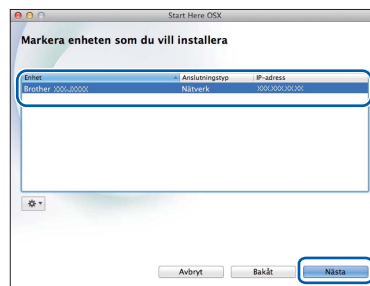 Start Here OSX
Markera enheten som du vill installera
Enhet Anslutningstyp IP-adress
Brother XXX-XXXXX Nätverk XXX.XXX.XX.XX
Avbryt Bakåt Nästa